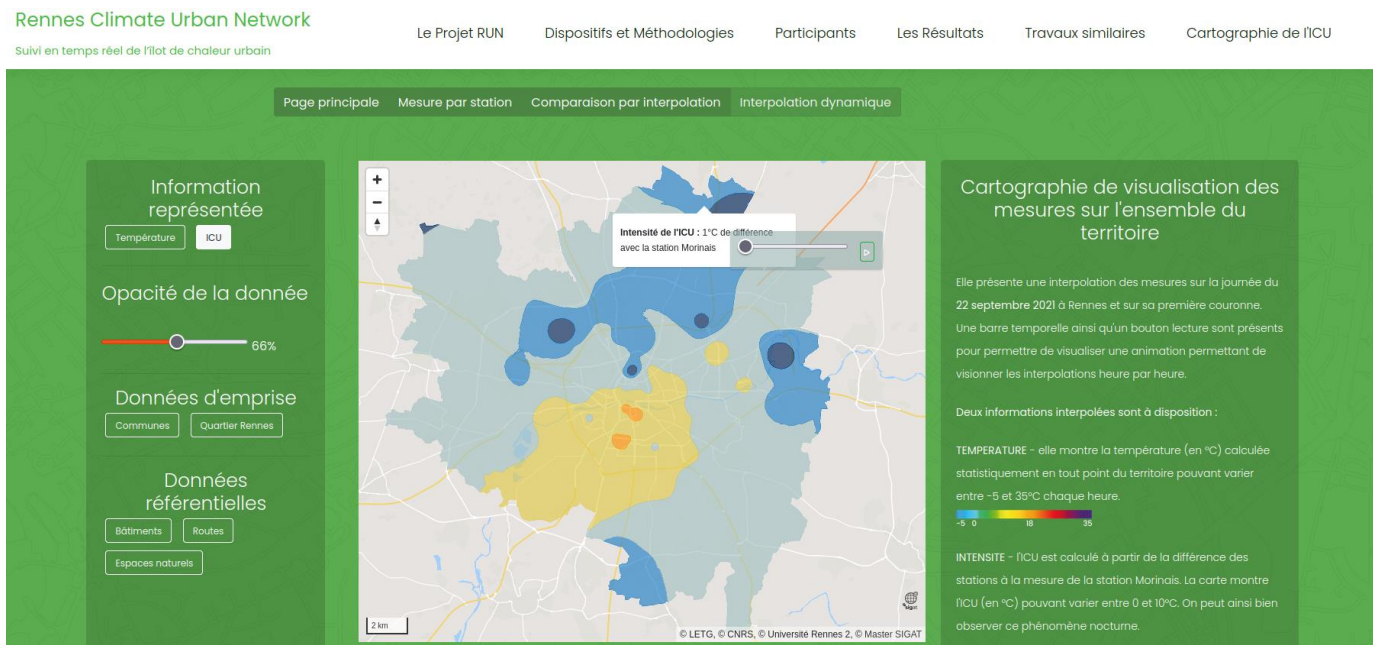 Rennes Climate Urban Network
Suivi en temps réel de l'îlot de chaleur urbain
Le Projet RUN
Dispositifs et Méthodologies
Participants
Les Résultats
Travaux similaires
Cartographie de l'ICU
Page principale
Mesure par station
Comparaison par interpolation
Interpolation dynamique
Information
représentée
Température
ICU
Opacité de la donnée
66%
Données d'emprise
Communes
Quartier Rennes
Données
référentielles
Bâtiments
Routes
Espaces naturels
Intensité de l'ICU : 1°C de différence
avec la station Morinais
2 km
© LETG, © CNRS, © Université Rennes 2, © Master SIGAT
Cartographie de visualisation des
mesures sur l'ensemble du
territoire
Elle présente une interpolation des mesures sur la journée du
22 septembre 2021 à Rennes et sur sa première couronne.
Une barre temporelle ainsi qu'un bouton lecture sont présents
pour permettre de visualiser une animation permettant de
visionner les interpolations heure par heure.
Deux informations interpolées sont à disposition :
TEMPERATURE - elle montre la température (en °C) calculée
statistiquement en tout point du territoire pouvant varier
entre -5 et 35°C chaque heure.
-5 0 18 35
INTENSITE - l'ICU est calculé à partir de la différence des
stations à la mesure de la station Morinais. La carte montre
l'ICU (en °C) pouvant varier entre 0 et 10°C. On peut ainsi bien
observer ce phénomène nocturne.